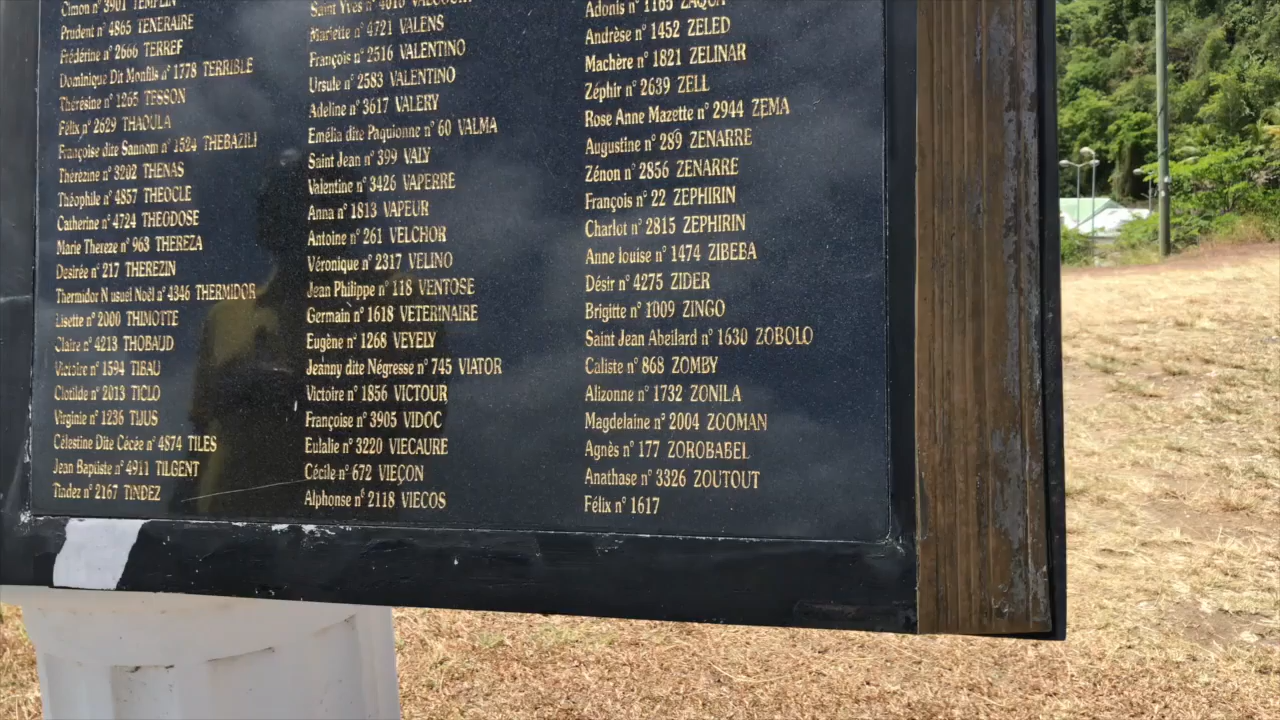 Cimon n° 3901 TEMPLIN
Prudent n° 4865 TENERAIRE
Frédérine n° 2666 TERREF
Dominique Dit Monfils n° 1778 TERRIBLE
Thérésine n° 1265 TESSON
Félix n° 2629 THAOULA
Françoise dite Sannom n° 1524 THEBAZILI
Thérèzine n° 3202 THENAS
Théophile n° 4857 THEOCLE
Catherine n° 4724 THEODOSE
Marie Thereze n° 963 THEREZA
Desirée n° 217 THEREZIN
Thermidor N usuel Noël n° 4346 THERMIDOR
Lisette n° 2000 THIMOTTE
Claire n° 4213 THOBAUD
Victoire n° 1594 TIBAU
Clotilde n° 2013 TICLO
Virginie n° 1236 TIJUS
Célestine Dite Cécée n° 4874 TILES
Jean Baptiste n° 4911 TILGENT
Tindez n° 2167 TINDEZ
Saint Yves n° 4016 VALCOURT
Mariette n° 4721 VALENS
François n° 2516 VALENTINO
Ursule n° 2583 VALENTINO
Adeline n° 3617 VALERY
Emélia dite Paquionne n° 60 VALMA
Saint Jean n° 399 VALY
Valentine n° 3426 VAPERRE
Anna n° 1813 VAPEUR
Antoine n° 261 VELCHOR
Véronique n° 2317 VELINO
Jean Philippe n° 118 VENTOSE
Germain n° 1618 VETERINAIRE
Eugène n° 1268 VEYELY
Jeanny dite Négresse n° 745 VIATOR
Victoire n° 1856 VICTOUR
Françoise n° 3905 VIDOC
Eulalie n° 3220 VIECAURE
Cécile n° 672 VIEÇON
Alphonse n° 2118 VIECOS
Adonis n° 1165 ZAQUA
Andrèse n° 1452 ZELED
Machère n° 1821 ZELINAR
Zéphir n° 2639 ZELL
Rose Anne Mazette n° 2944 ZEMA
Augustine n° 289 ZENARRE
Zénon n° 2856 ZENARRE
François n° 22 ZEPHIRIN
Charlot n° 2815 ZEPHIRIN
Anne louise n° 1474 ZIBEBA
Désir n° 4275 ZIDER
Brigitte n° 1009 ZINGO
Saint Jean Abeilard n° 1630 ZOBOLO
Caliste n° 868 ZOMBY
Alizonne n° 1732 ZONILA
Magdelaine n° 2004 ZOOMAN
Agnès n° 177 ZOROBABEL
Anathase n° 3326 ZOUTOUT
Félix n° 1617